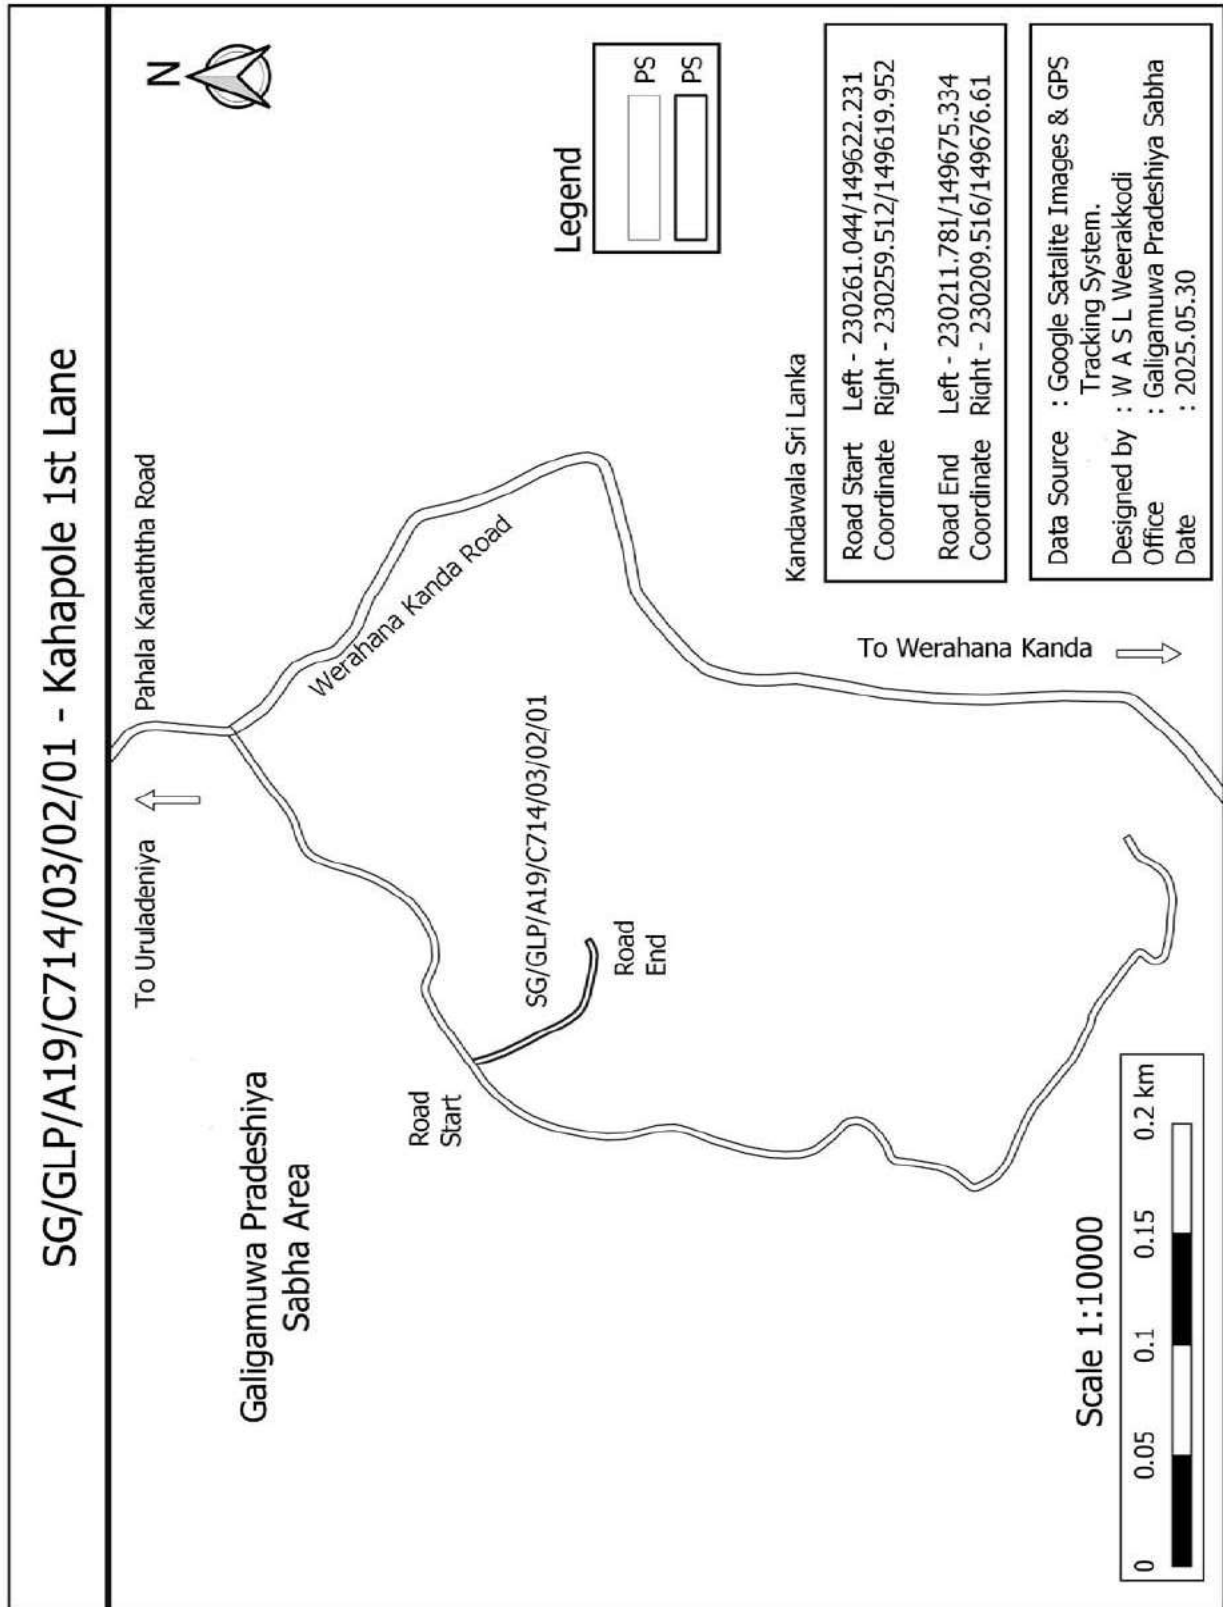 SG/GLP/A19/C714/03/02/01 - Kahapole 1st Lane
N
To Uruladeniya
Pahala Kanaththa Road
Galigamuwa Pradeshiya
Sabha Area
Werahana Kanda Road
Road
Start
SG/GLP/A19/C714/03/02/01
Road
End
Legend
PS
PS
Kandawala Sri Lanka
Road Start Left - 230261.044/149622.231
Coordinate Right - 230259.512/149619.952
Road End Left - 230211.781/149675.334
Coordinate Right - 230209.516/149676.61
To Werahana Kanda
Data Source : Google Satalite Images & GPS
Tracking System.
Designed by : W A S L Weerakkodi
Office : Galigamuwa Pradeshiya Sabha
Date : 2025.05.30
Scale 1:10000
0 0.05 0.1 0.15 0.2 km